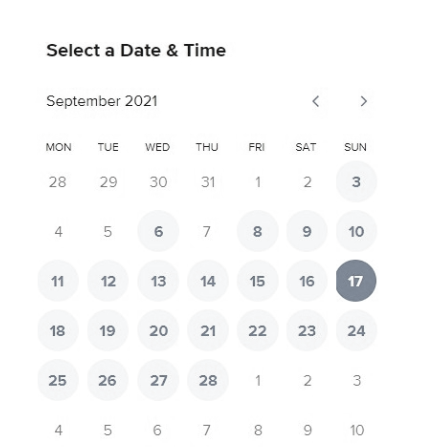 Select a Date & Time
September 2021 < >
MON TUE WED THU FRI SAT SUN
28 29 30 31 1 2 3
4 5 6 7 8 9 10
11 12 13 14 15 16 17
18 19 20 21 22 23 24
25 26 27 28 1 2 3
4 5 6 7 8 9 10